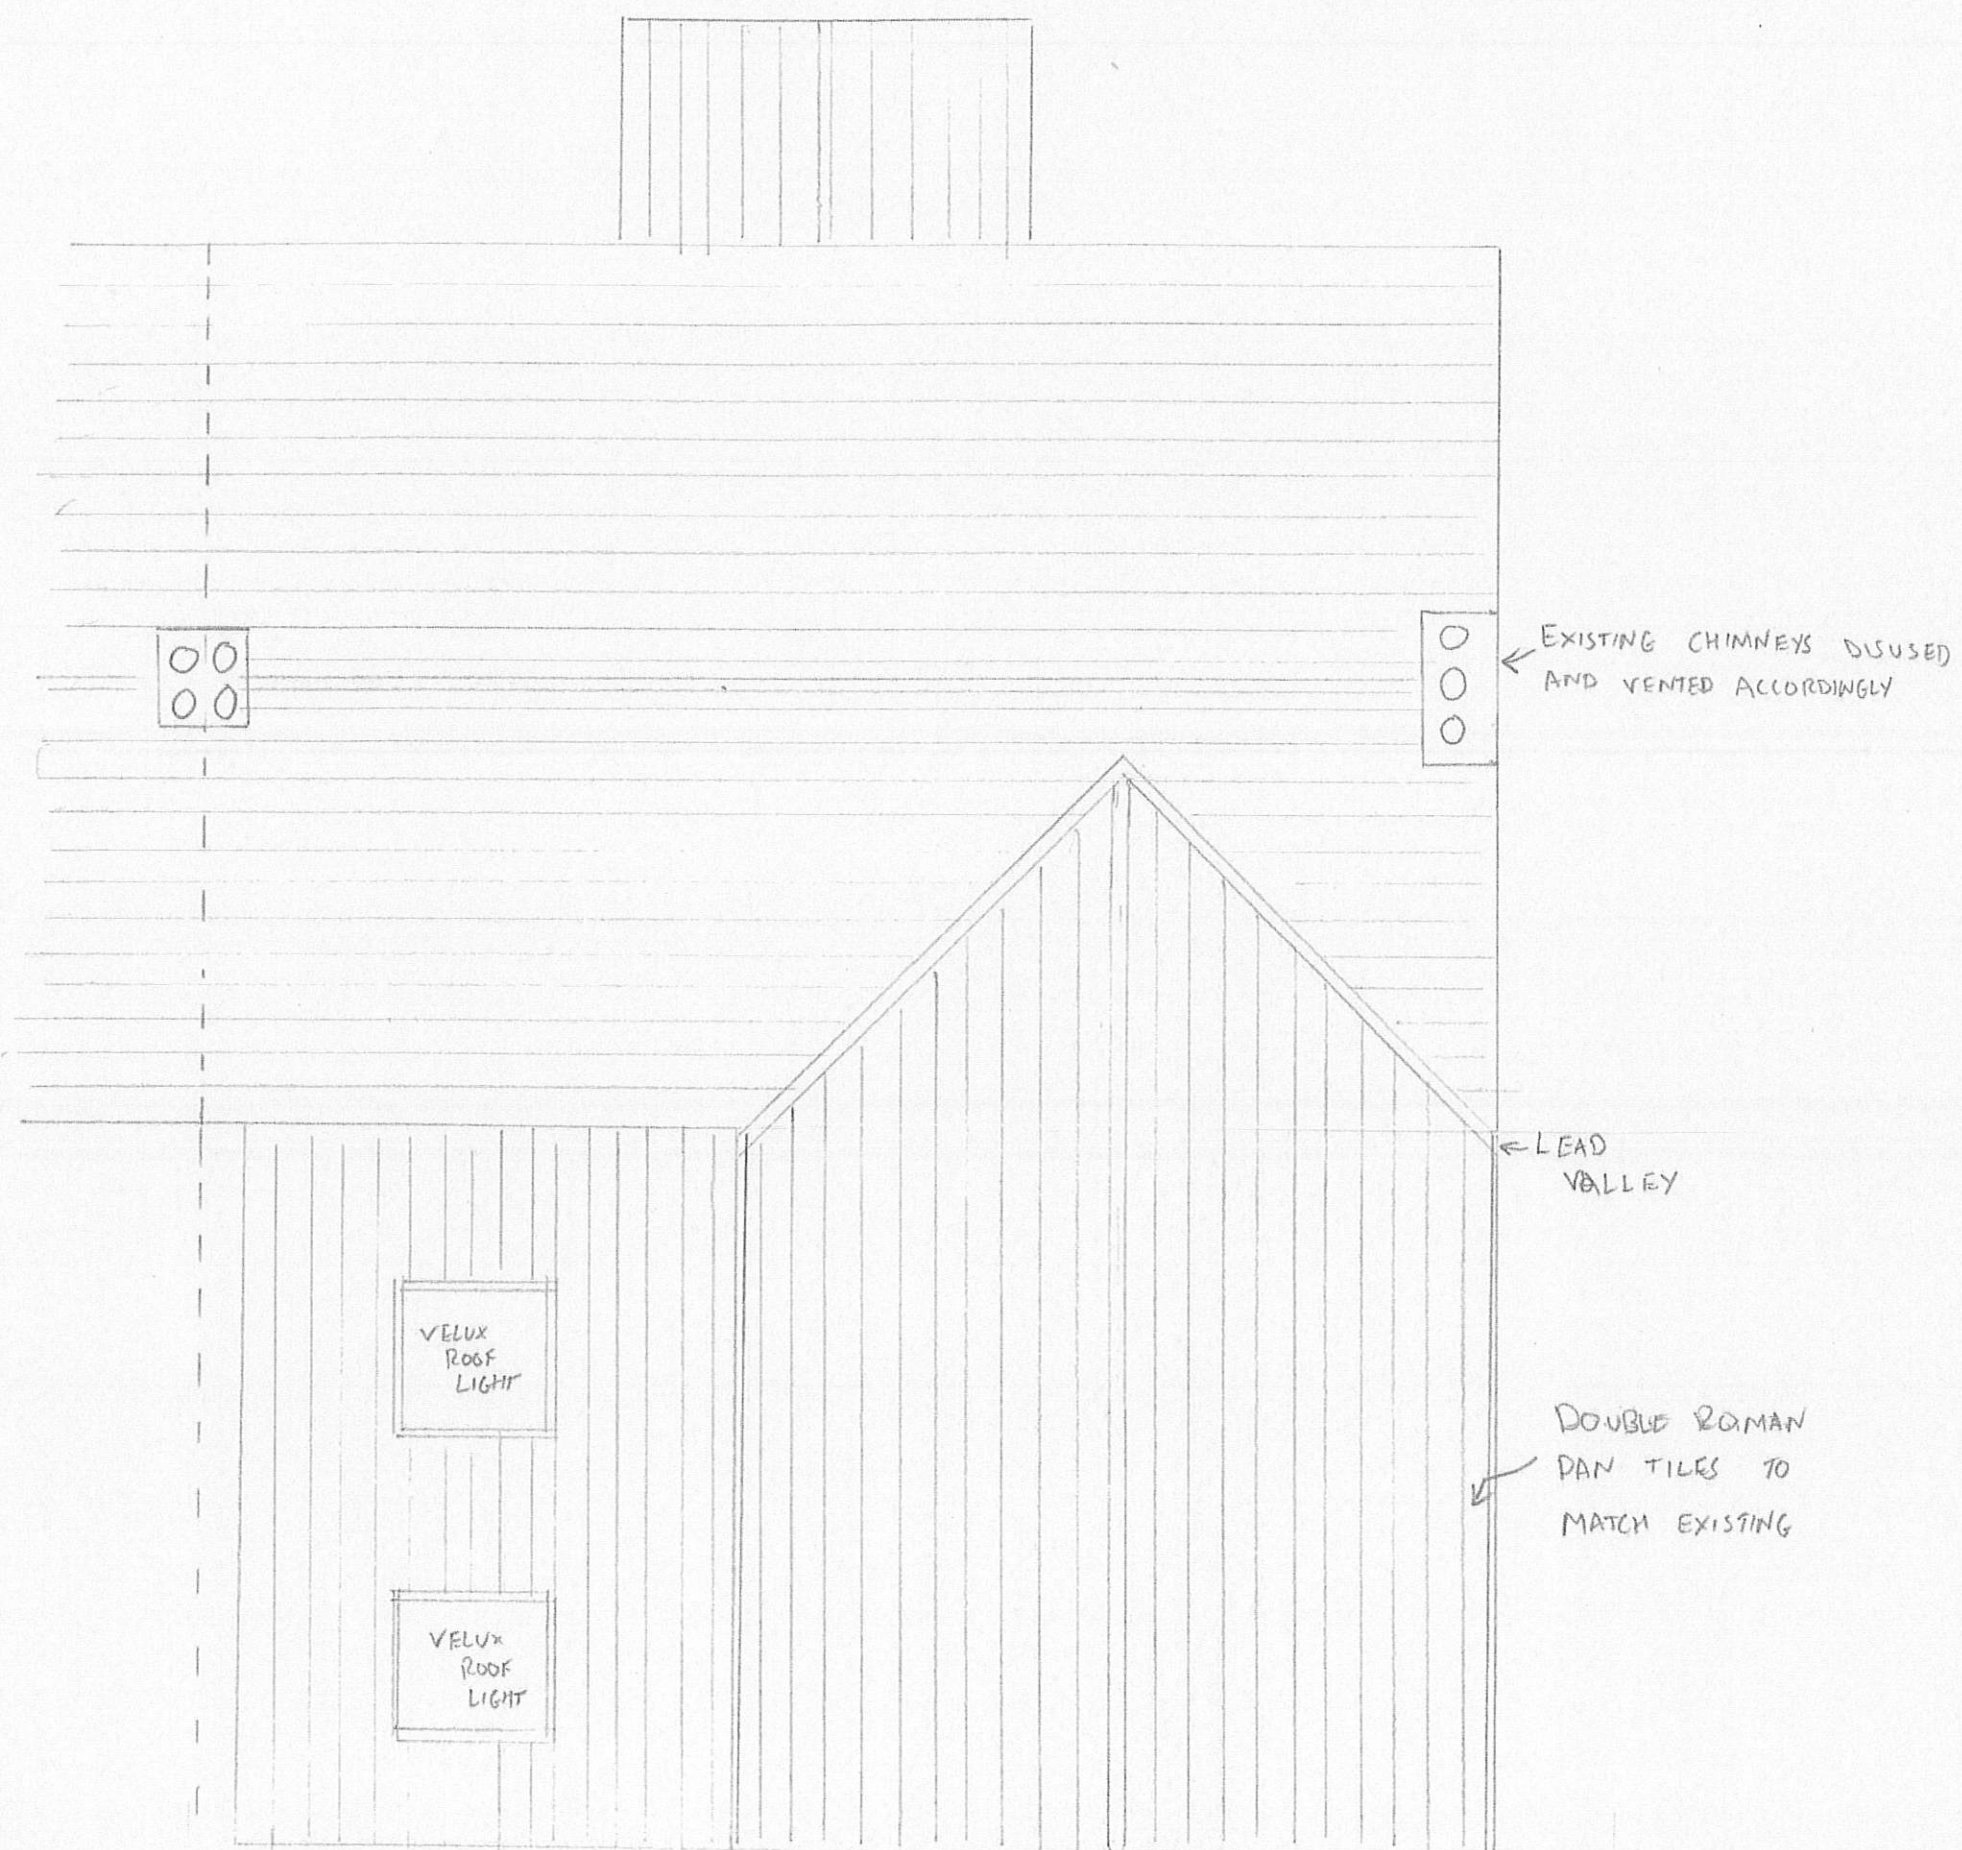 EXISTING CHIMNEYS DISUSED
AND VENTED ACCORDINGLY
LEAD
VALLEY
VELUX
ROOF
LIGHT
DOUBLE ROMAN
PAN TILES TO
MATCH EXISTING
VELUX
ROOF
LIGHT